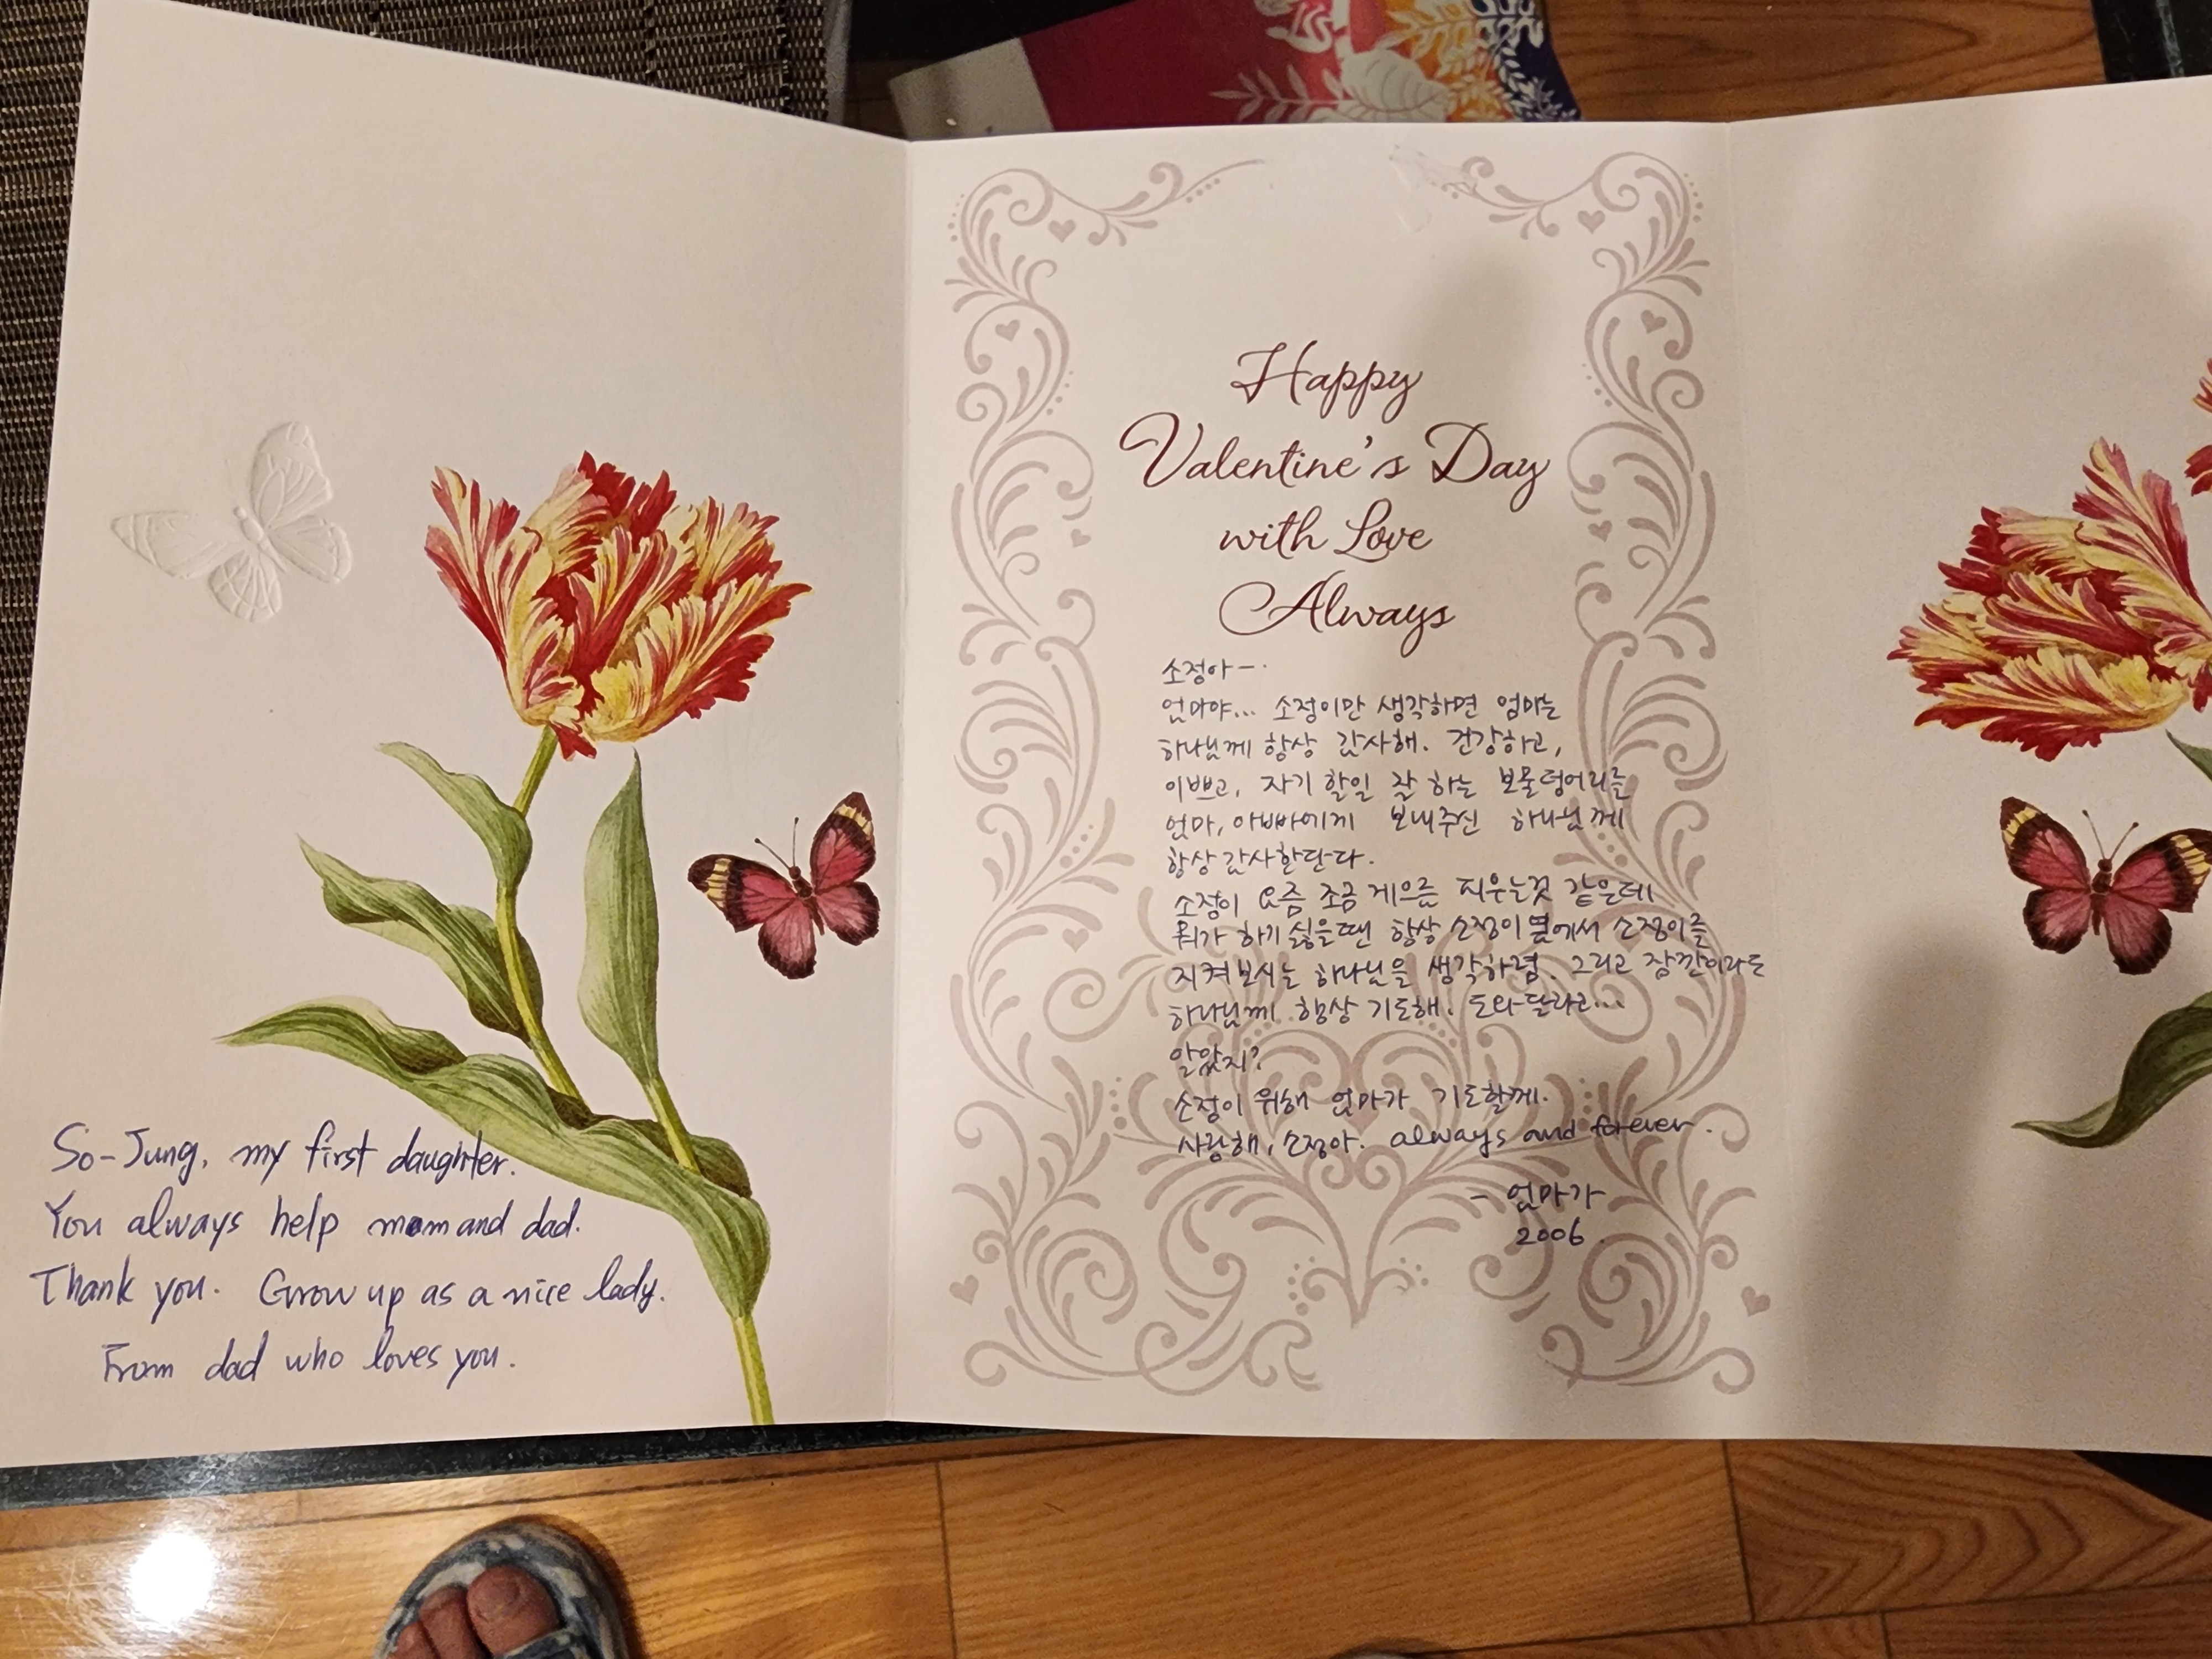 So-Jung, my first daughter.
You always help mom and dad.
Thank you. Grow up as a nice lady.
From dad who loves you.
Happy
Valentine's Day
with Love
Always
소정아-.
엄마야... 소정이만 생각하면 엄마는
하나님께 항상 감사해. 건강하고,
이쁘고, 자기 할일 잘 하는 보물덩어리를
엄마, 아빠에게 보내주신 하나님께
항상 감사한단다.
소정이 요즘 조금 게으름 피우는것 같은데
뭐가 하기 싫을땐 항상 소정이 옆에서 소정이를
지켜보시는 하나님을 생각하렴. 그리고 잠깐이라도
하나님께 항상 기도해. 도와달라고...
알았지?
소정이 위해 엄마가 기도할께.
사랑해, 소정아. always and forever.
- 엄마가
2006.